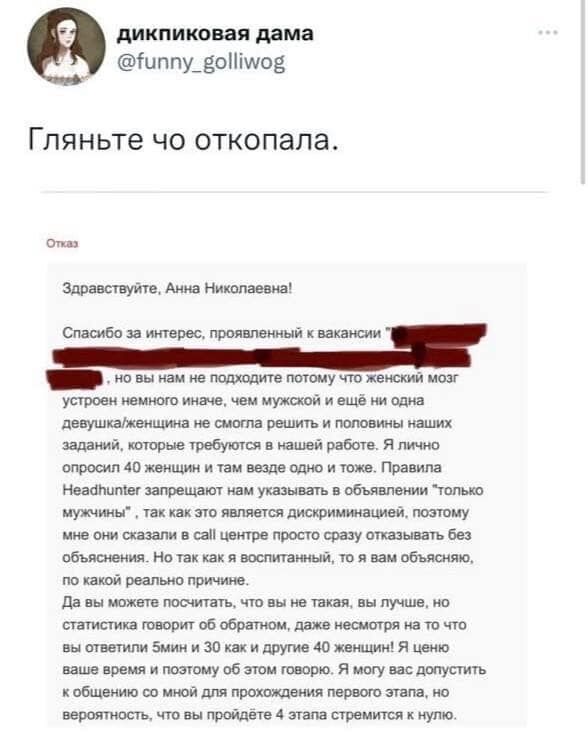 дикпиковая дама
@funny_golliwog
Гляньте чо откопала.
Отказ
Здравствуйте, Анна Николаевна!
Спасибо за интерес, проявленный к вакансии "
, но вы нам не подходите потому что женский мозг
устроен немного иначе, чем мужской и ещё ни одна
девушка/женщина не смогла решить и половины наших
заданий, которые требуются в нашей работе. Я лично
опросил 40 женщин и там везде одно и тоже. Правила
Headhunter запрещают нам указывать в объявлении "только
мужчины" , так как это является дискриминацией, поэтому
мне они сказали в call центре просто сразу отказывать без
объяснения. Но так как я воспитанный, то я вам объясняю,
по какой реально причине.
Да вы можете посчитать, что вы не такая, вы лучше, но
статистика говорит об обратном, даже несмотря на то что
вы ответили 5мин и 30 как и другие 40 женщин! Я ценю
ваше время и поэтому об этом говорю. Я могу вас допустить
к общению со мной для прохождения первого этапа, но
вероятность, что вы пройдёте 4 этапа стремится к нулю.